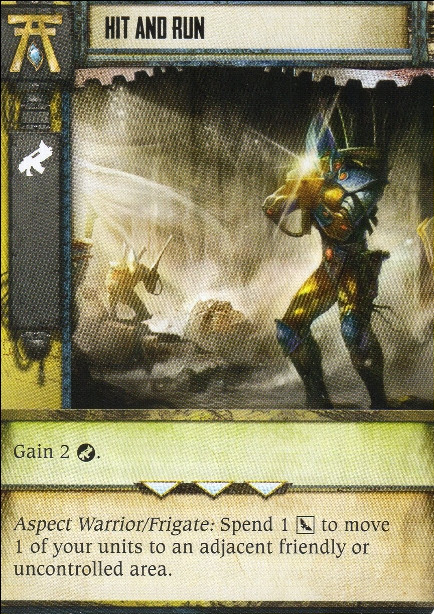 HIT AND RUN
Gain 2 .
Aspect Warrior/Frigate: Spend 1 to move
1 of your units to an adjacent friendly or
uncontrolled area.